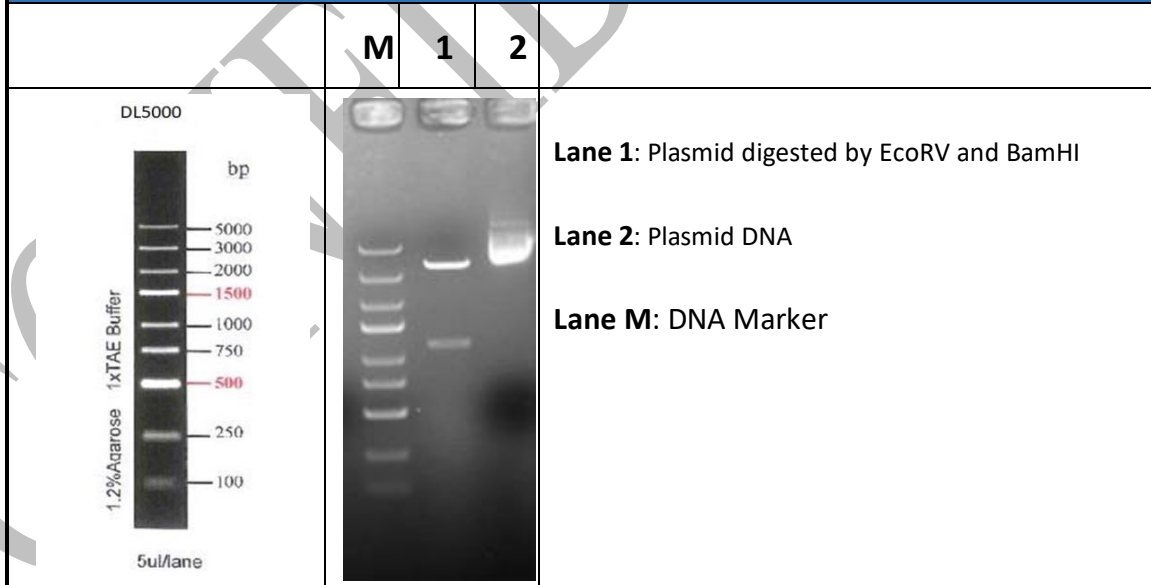 M 1 2
DL5000
bp
5000
3000
2000
1500
1000
750
500
250
100
1.2%Agarose 1xTAE Buffer
5ul/lane
Lane 1: Plasmid digested by EcoRV and BamHI
Lane 2: Plasmid DNA
Lane M: DNA Marker